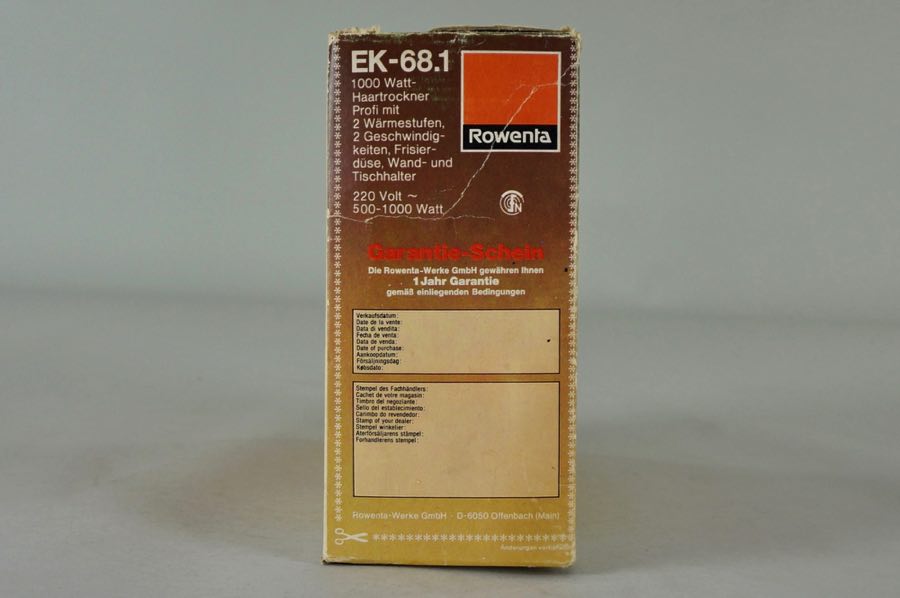 EK-68.1
1000 Watt-
Haartrockner
Profi mit
2 Wärmestufen,
2 Geschwindig-
keiten, Frisier-
düse, Wand- und
Tischhalter
220 Volt ~
500-1000 Watt
Rowenta
Garantie-Schein
Die Rowenta-Werke GmbH gewähren Ihnen
1 Jahr Garantie
gemäß einliegenden Bedingungen
Verkaufsdatum:
Date de la vente:
Data di vendita:
Fecha de venta:
Data de venda:
Date of purchase:
Aankoopdatum:
Försäljningsdag:
Købsdato:
Stempel des Fachhändlers:
Cachet de votre magasin:
Timbro del negoziante:
Sello del establecimiento:
Carimbo do revendedor:
Stamp of your dealer:
Stempel winkelier:
Återförsäljarens stämpel:
Forhandlerens stempel:
Rowenta-Werke GmbH · D-6050 Offenbach (Main)
Änderungen